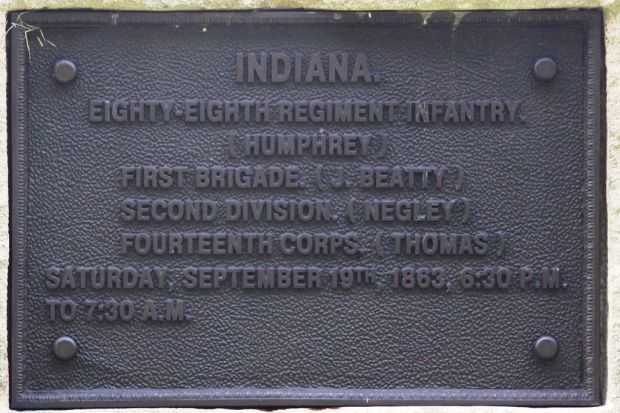 INDIANA.
EIGHTY-EIGHTH REGIMENT INFANTRY.
( HUMPHREY )
FIRST BRIGADE. ( J. BEATTY )
SECOND DIVISION. ( NEGLEY )
FOURTEENTH CORPS. ( THOMAS )
SATURDAY, SEPTEMBER 19TH, 1863, 6:30 P.M.
TO 7:30 A.M.